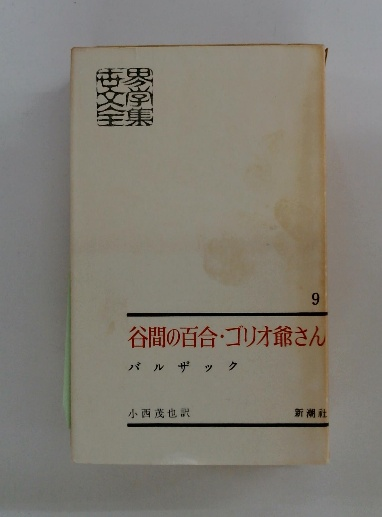 世界文学全集
9
谷間の百合・ゴリオ爺さん
バルザック
小西茂也訳 新潮社